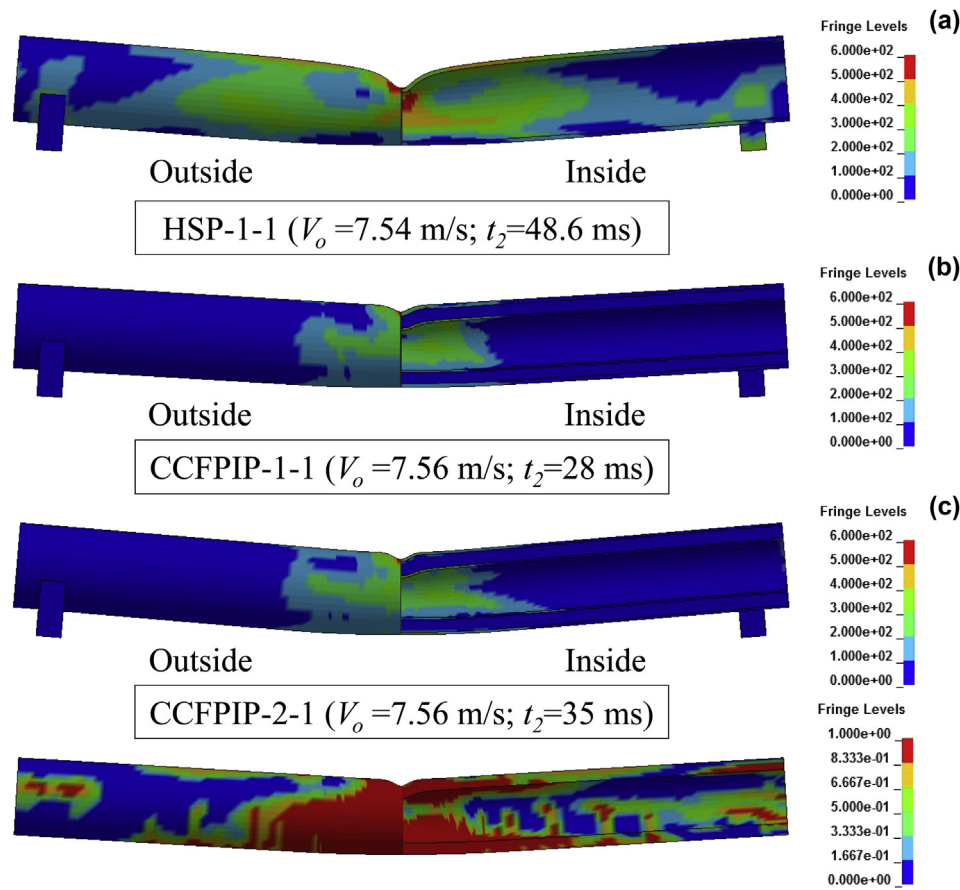 Fringe Levels
(a)
6.000e+02
5.000e+02
4.000e+02
3.000e+02
2.000e+02
1.000e+02
0.000e+00
Outside Inside
HSP-1-1 (Vo =7.54 m/s; t2=48.6 ms)
Fringe Levels
(b)
6.000e+02
5.000e+02
4.000e+02
3.000e+02
2.000e+02
1.000e+02
0.000e+00
Outside Inside
CCFPIP-1-1 (Vo =7.56 m/s; t2=28 ms)
Fringe Levels
(c)
6.000e+02
5.000e+02
4.000e+02
3.000e+02
2.000e+02
1.000e+02
0.000e+00
Outside Inside
CCFPIP-2-1 (Vo =7.56 m/s; t2=35 ms)
Fringe Levels
1.000e+00
8.333e-01
6.667e-01
5.000e-01
3.333e-01
1.667e-01
0.000e+00